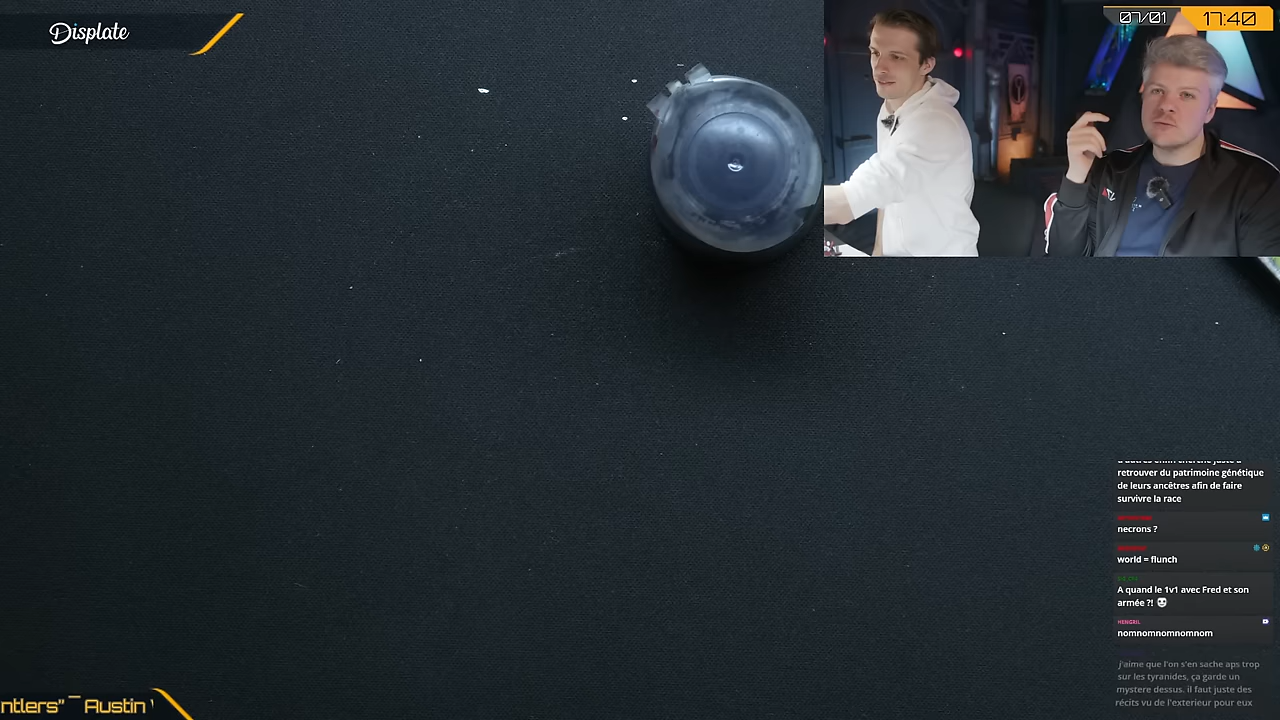 Displate
07/01
17:40
retrouver du patrimoine génétique
de leurs ancêtres afin de faire
survivre la race
necrons ?
world = flunch
A quand le 1v1 avec Fred et son
armée ?!
HENGRIL
nomnomnomnomnom
j'aime que l'on s'en sache aps trop
sur les tyranides, ça garde un
mystere dessus. il faut juste des
récits vu de l'exterieur pour eux
ntlers" ‾ Austin